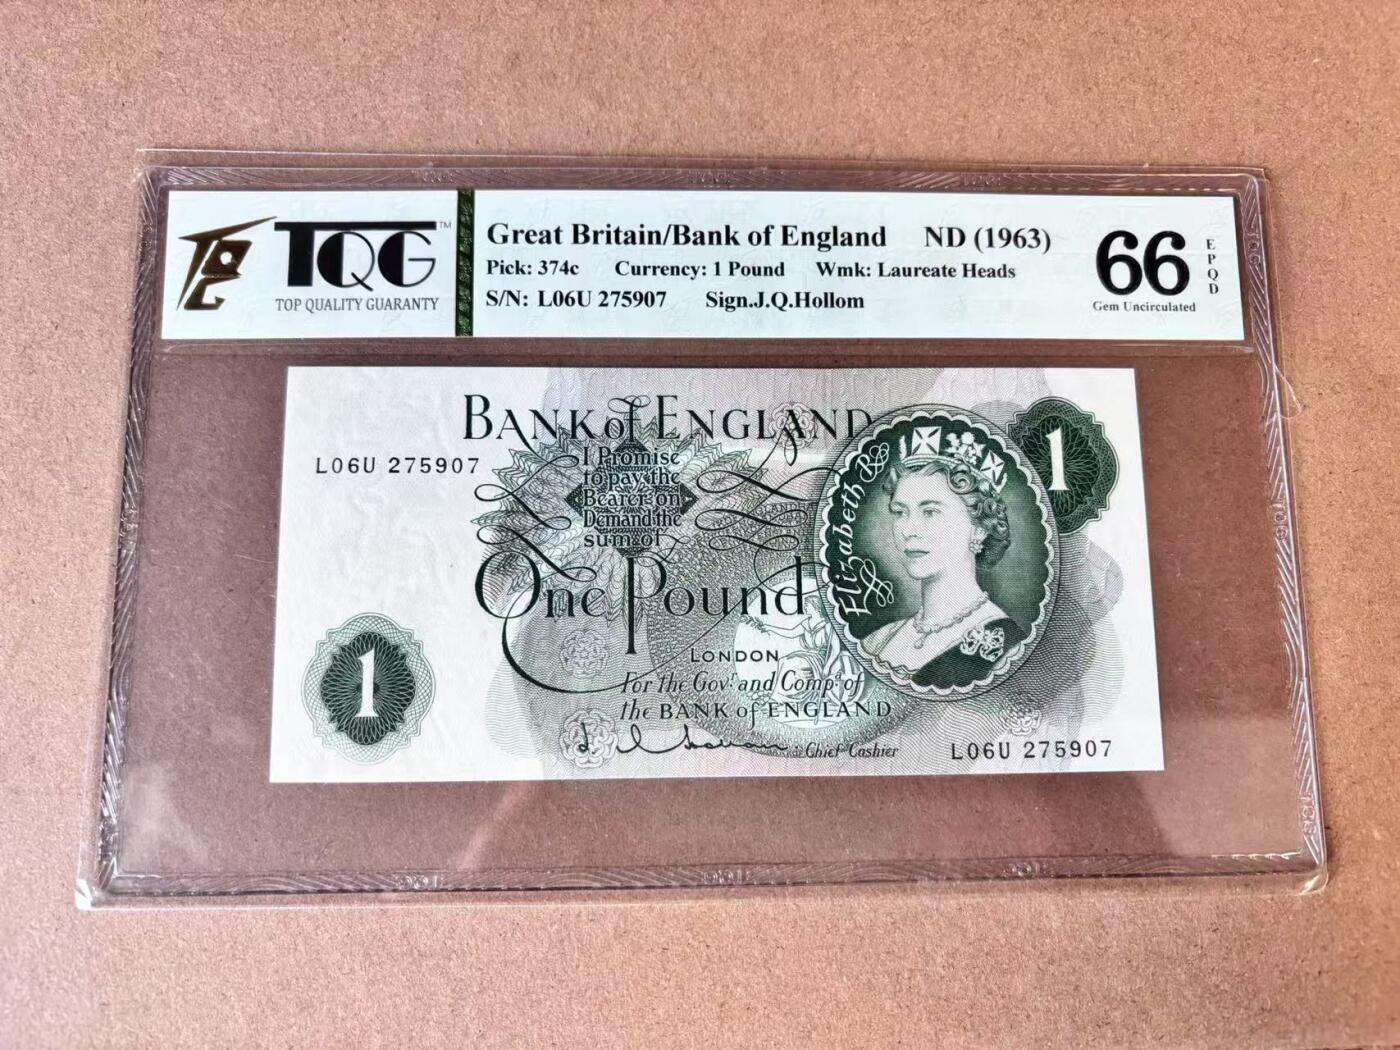 TQG™
TOP QUALITY GUARANTY
Great Britain/Bank of England ND (1963)
Pick: 374c Currency: 1 Pound Wmk: Laureate Heads
S/N: L06U 275907 Sign.J.Q.Hollom
66
EPQD
Gem Uncirculated
BANK of ENGLAND
L06U 275907
I Promise
to pay the
Bearer on
Demand the
sum of
One Pound
LONDON
For the Govr. and Compa. of
the BANK of ENGLAND
Chief Cashier
Elizabeth R
1
1
L06U 275907